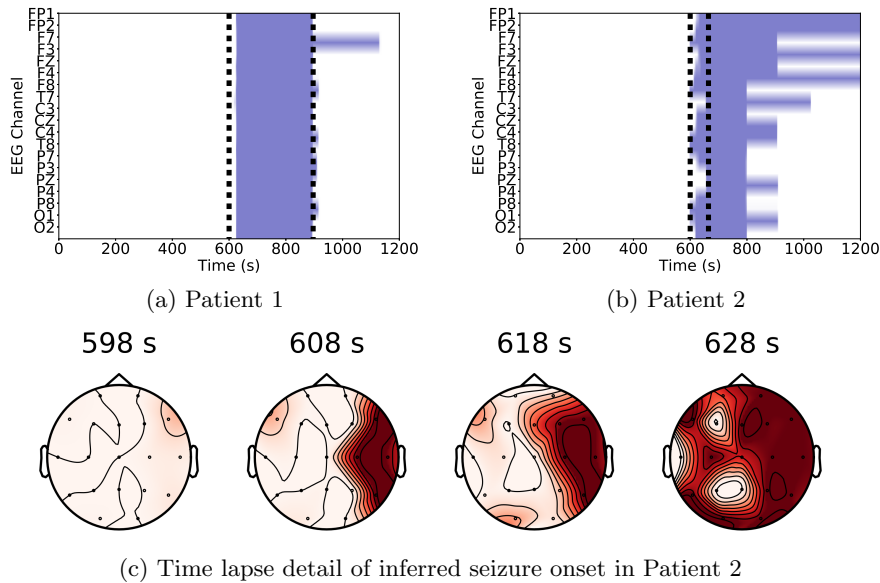 FP1
FP2
F7
F3
FZ
F4
F8
T7
C3
CZ
C4
T8
P7
P3
PZ
P4
P8
O1
O2
EEG Channel
0 200 400 600 800 1000 1200
Time (s)
(a) Patient 1
FP1
FP2
F7
F3
FZ
F4
F8
T7
C3
CZ
C4
T8
P7
P3
PZ
P4
P8
O1
O2
EEG Channel
0 200 400 600 800 1000 1200
Time (s)
(b) Patient 2
598 s 608 s 618 s 628 s
(c) Time lapse detail of inferred seizure onset in Patient 2